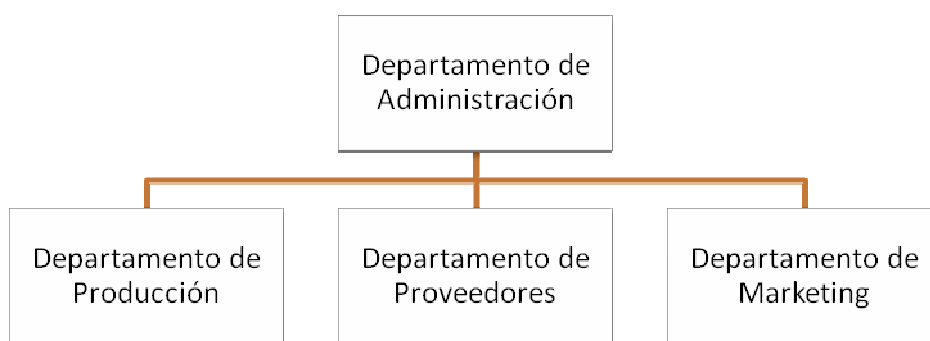 Departamento de
Administración
Departamento de
Producción
Departamento de
Proveedores
Departamento de
Marketing